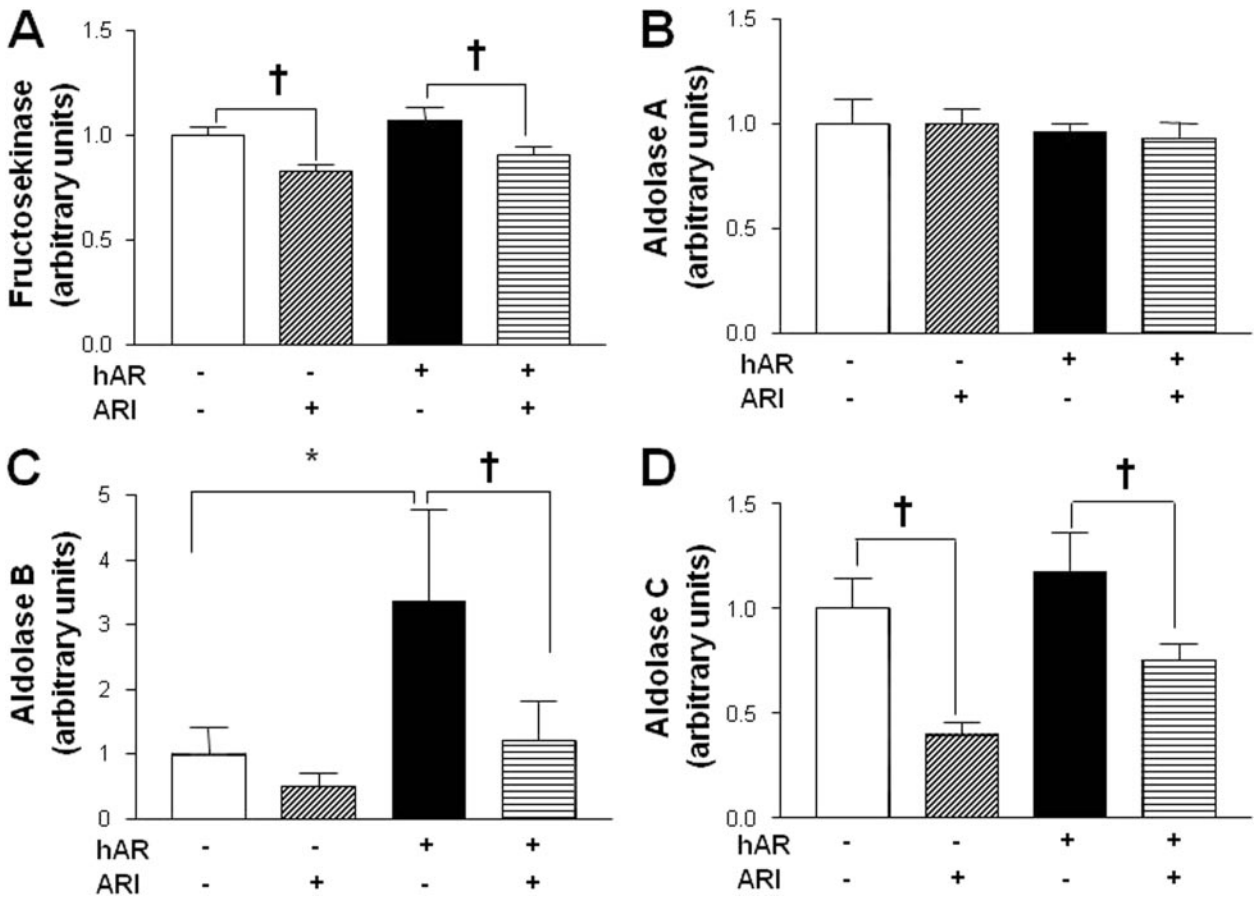 A
Fructosekinase
(arbitrary units)
1.5
1.0
0.5
0.0
†
†
hAR - - + +
ARI - + - +
B
Aldolase A
(arbitrary units)
1.5
1.0
0.5
0.0
hAR - - + +
ARI - + - +
C
Aldolase B
(arbitrary units)
5
4
3
2
1
0
*
†
hAR - - + +
ARI - + - +
D
Aldolase C
(arbitrary units)
1.5
1.0
0.5
0.0
†
†
hAR - - + +
ARI - + - +